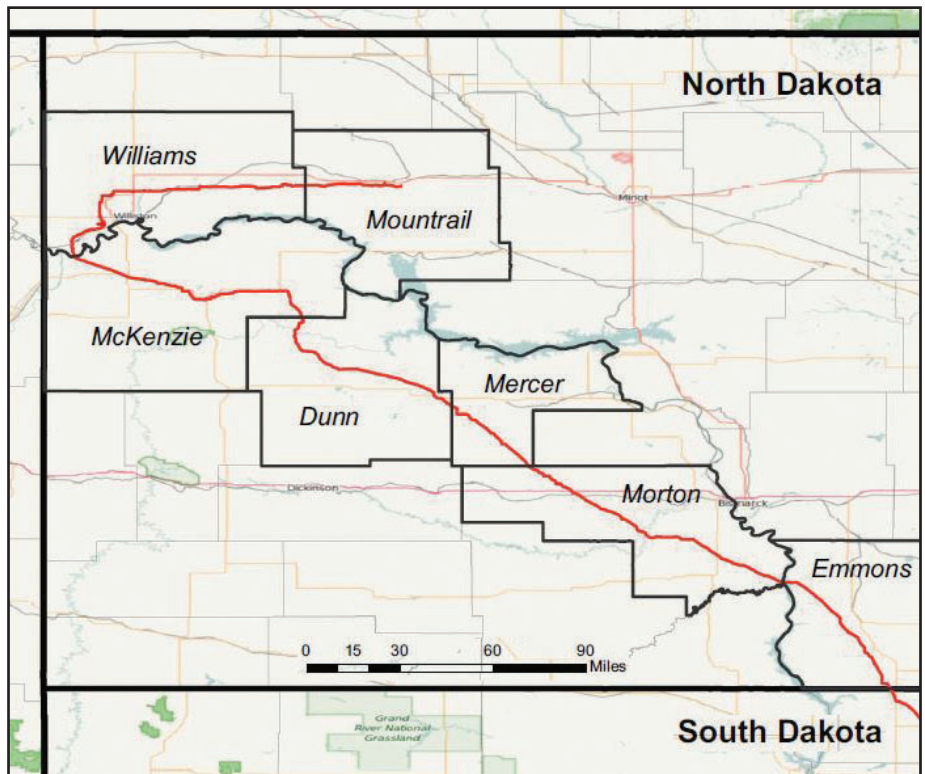 North Dakota
Williams
Minot
Williston
Mountrail
McKenzie
Mercer
Dunn
Dickinson
Morton
Bismarck
Emmons
0 15 30 60 90
Miles
Grand
River National
Grassland
South Dakota